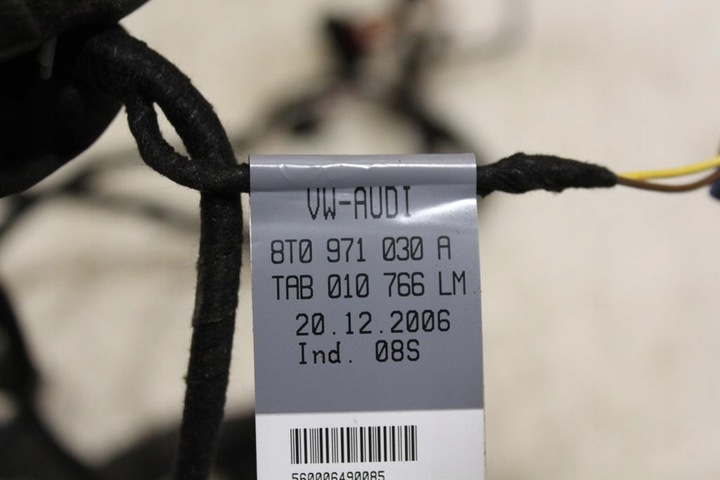 VW-AUDI
8T0 971 030 A
TAB 010 766 LM
20.12.2006
Ind. 08S
560006490085